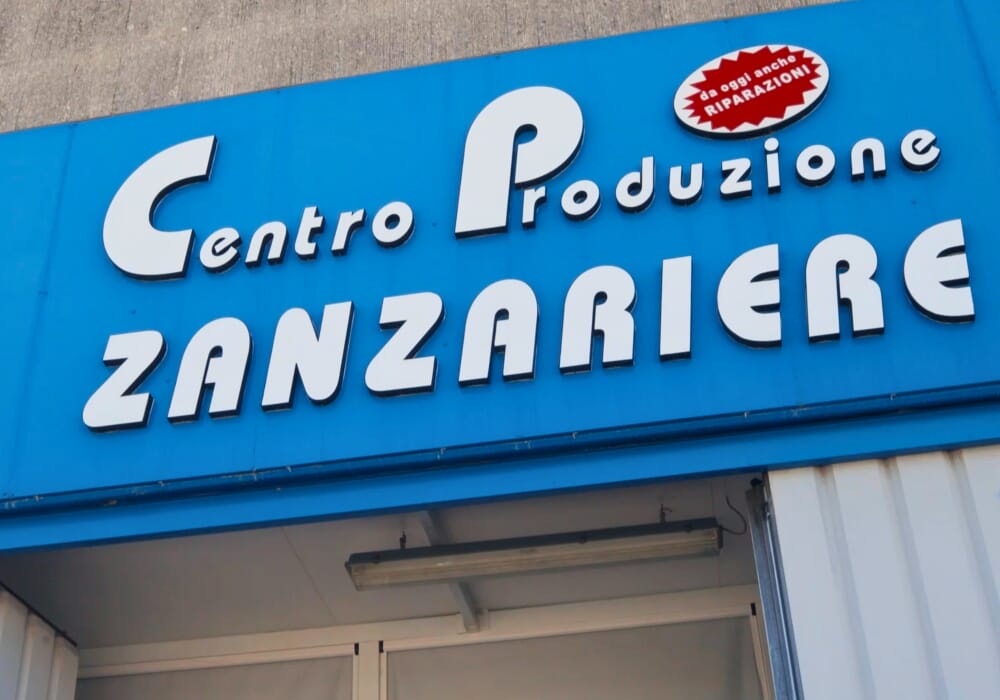 da oggi anche
RIPARAZIONI
Centro Produzione
ZANZARIERE